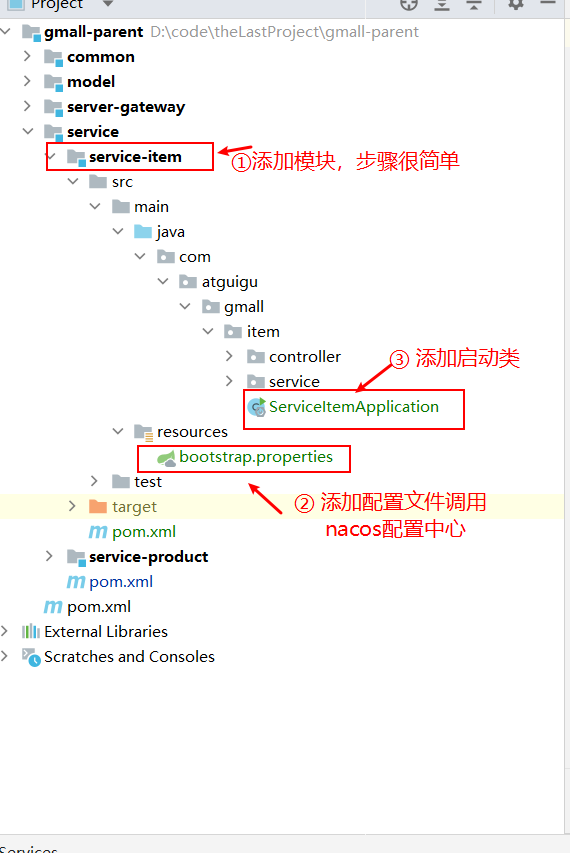 Project
gmall-parent D:\code\theLastProject\gmall-parent
common
model
server-gateway
service
service-item
①添加模块，步骤很简单
src
main
java
com
atguigu
gmall
item
controller
③ 添加启动类
service
ServiceItemApplication
resources
bootstrap.properties
test
② 添加配置文件调用
target
nacos配置中心
pom.xml
service-product
pom.xml
pom.xml
External Libraries
Scratches and Consoles
Services